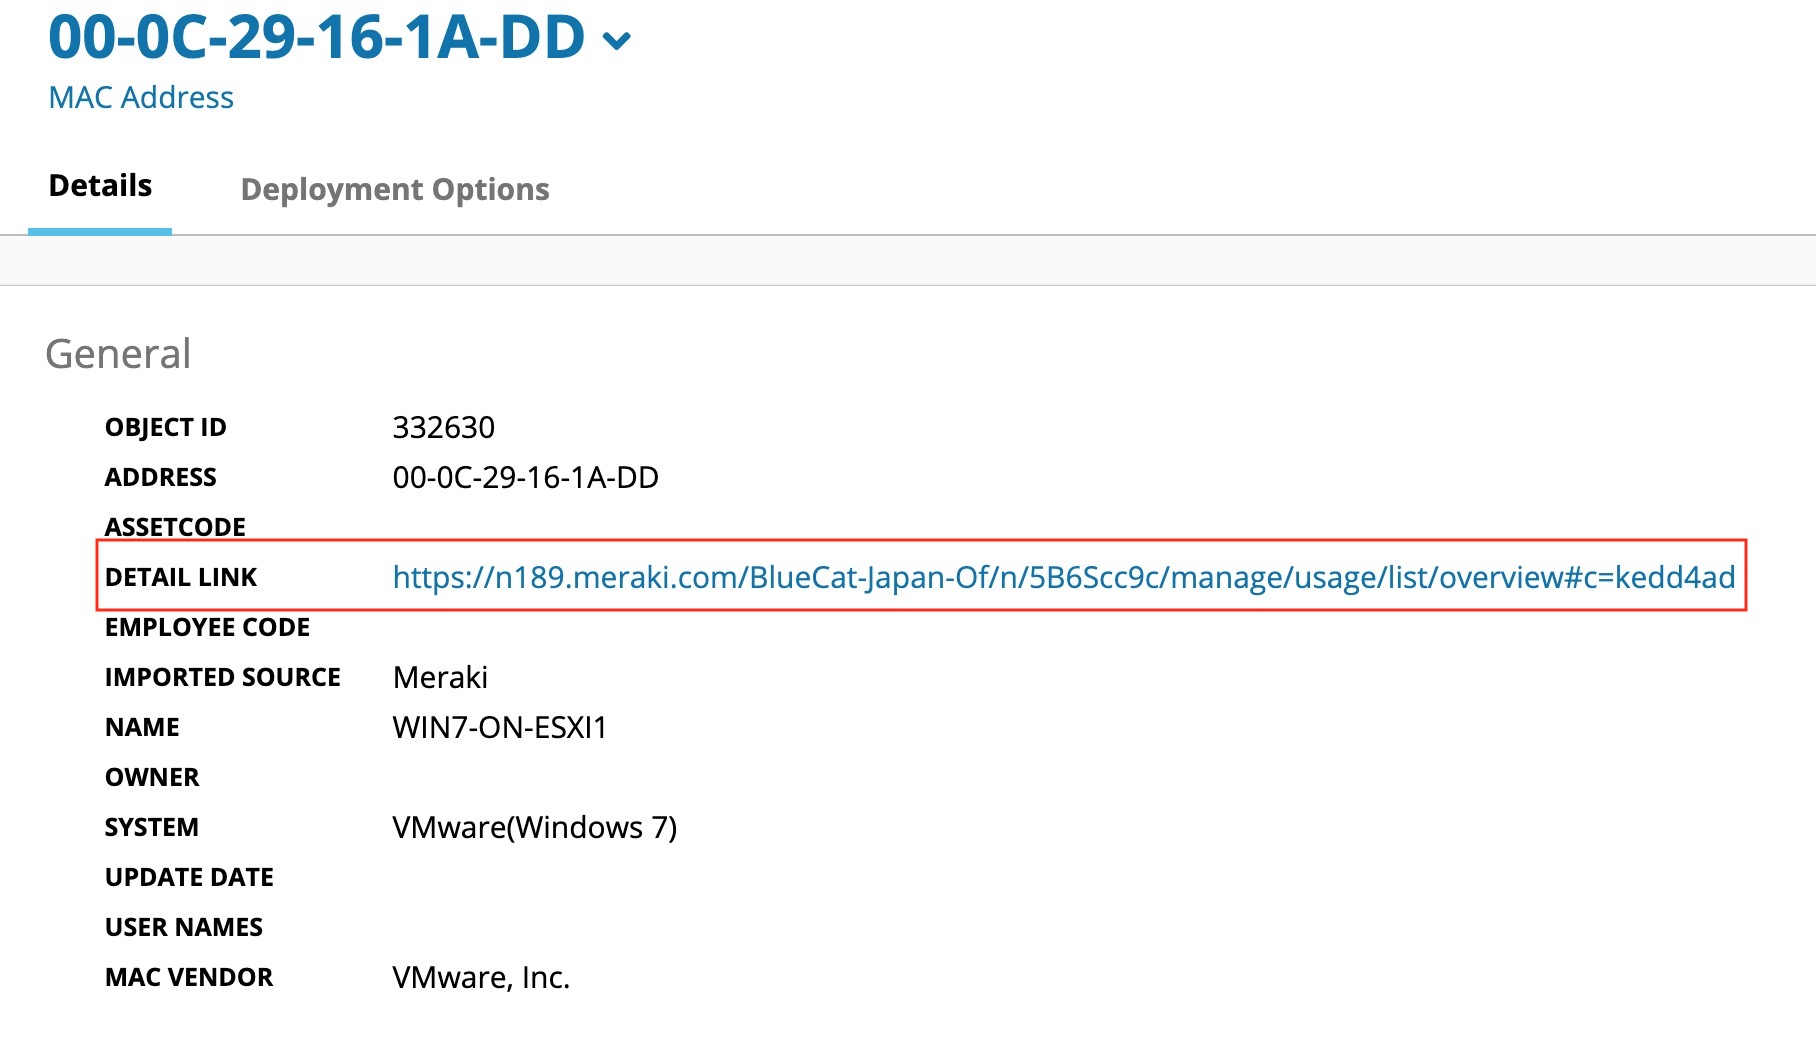 00-0C-29-16-1A-DD
MAC Address
Details Deployment Options
General
OBJECT ID 332630
ADDRESS 00-0C-29-16-1A-DD
ASSETCODE
DETAIL LINK https://n189.meraki.com/BlueCat-Japan-Of/n/5B6Scc9c/manage/usage/list/overview#c=kedd4ad
EMPLOYEE CODE
IMPORTED SOURCE Meraki
NAME WIN7-ON-ESXI1
OWNER
SYSTEM VMware(Windows 7)
UPDATE DATE
USER NAMES
MAC VENDOR VMware, Inc.